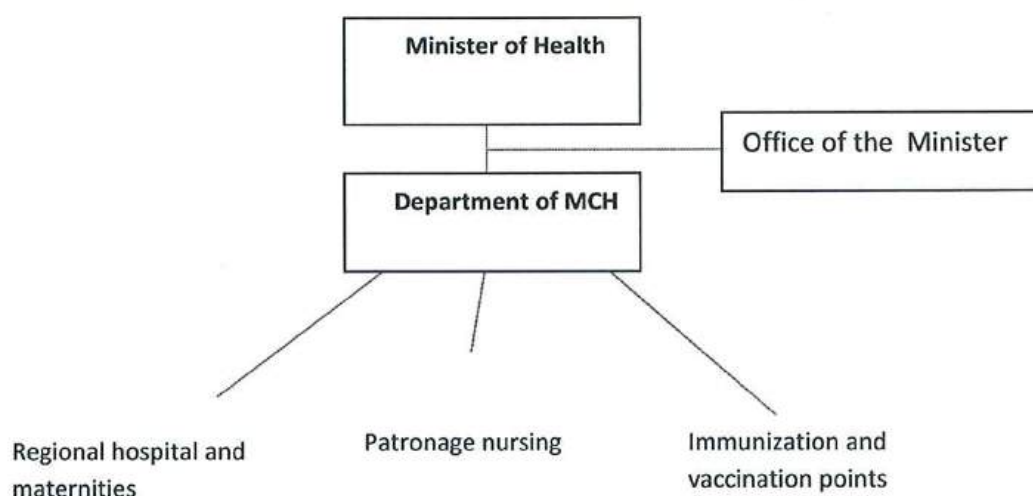 Minister of Health
Office of the Minister
Department of MCH
Regional hospital and
maternities
Patronage nursing
Immunization and
vaccination points